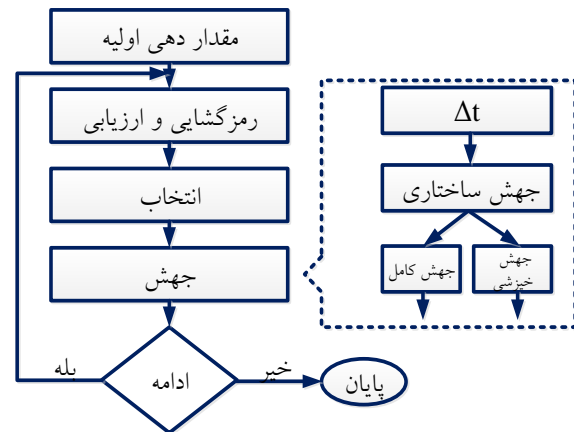 مقدار دهی اولیه
رمزگشایی و ارزیابی
انتخاب
جهش
ادامه
بله
خیر
پایان
Δt
جهش ساختاری
جهش کامل
جهش
خیزشی